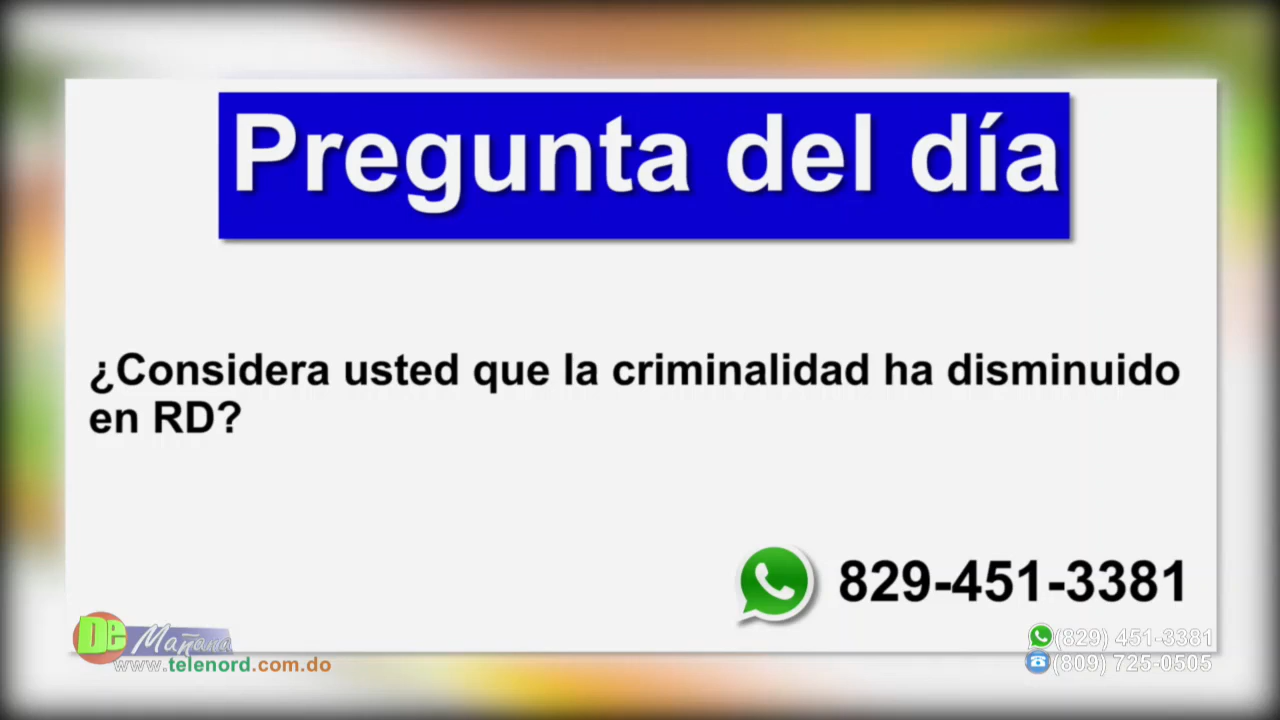 Pregunta del día
¿Considera usted que la criminalidad ha disminuido
en RD?
829-451-3381
De Mañana
www.telenord.com.do
(829) 451-3381
(809) 725-0505